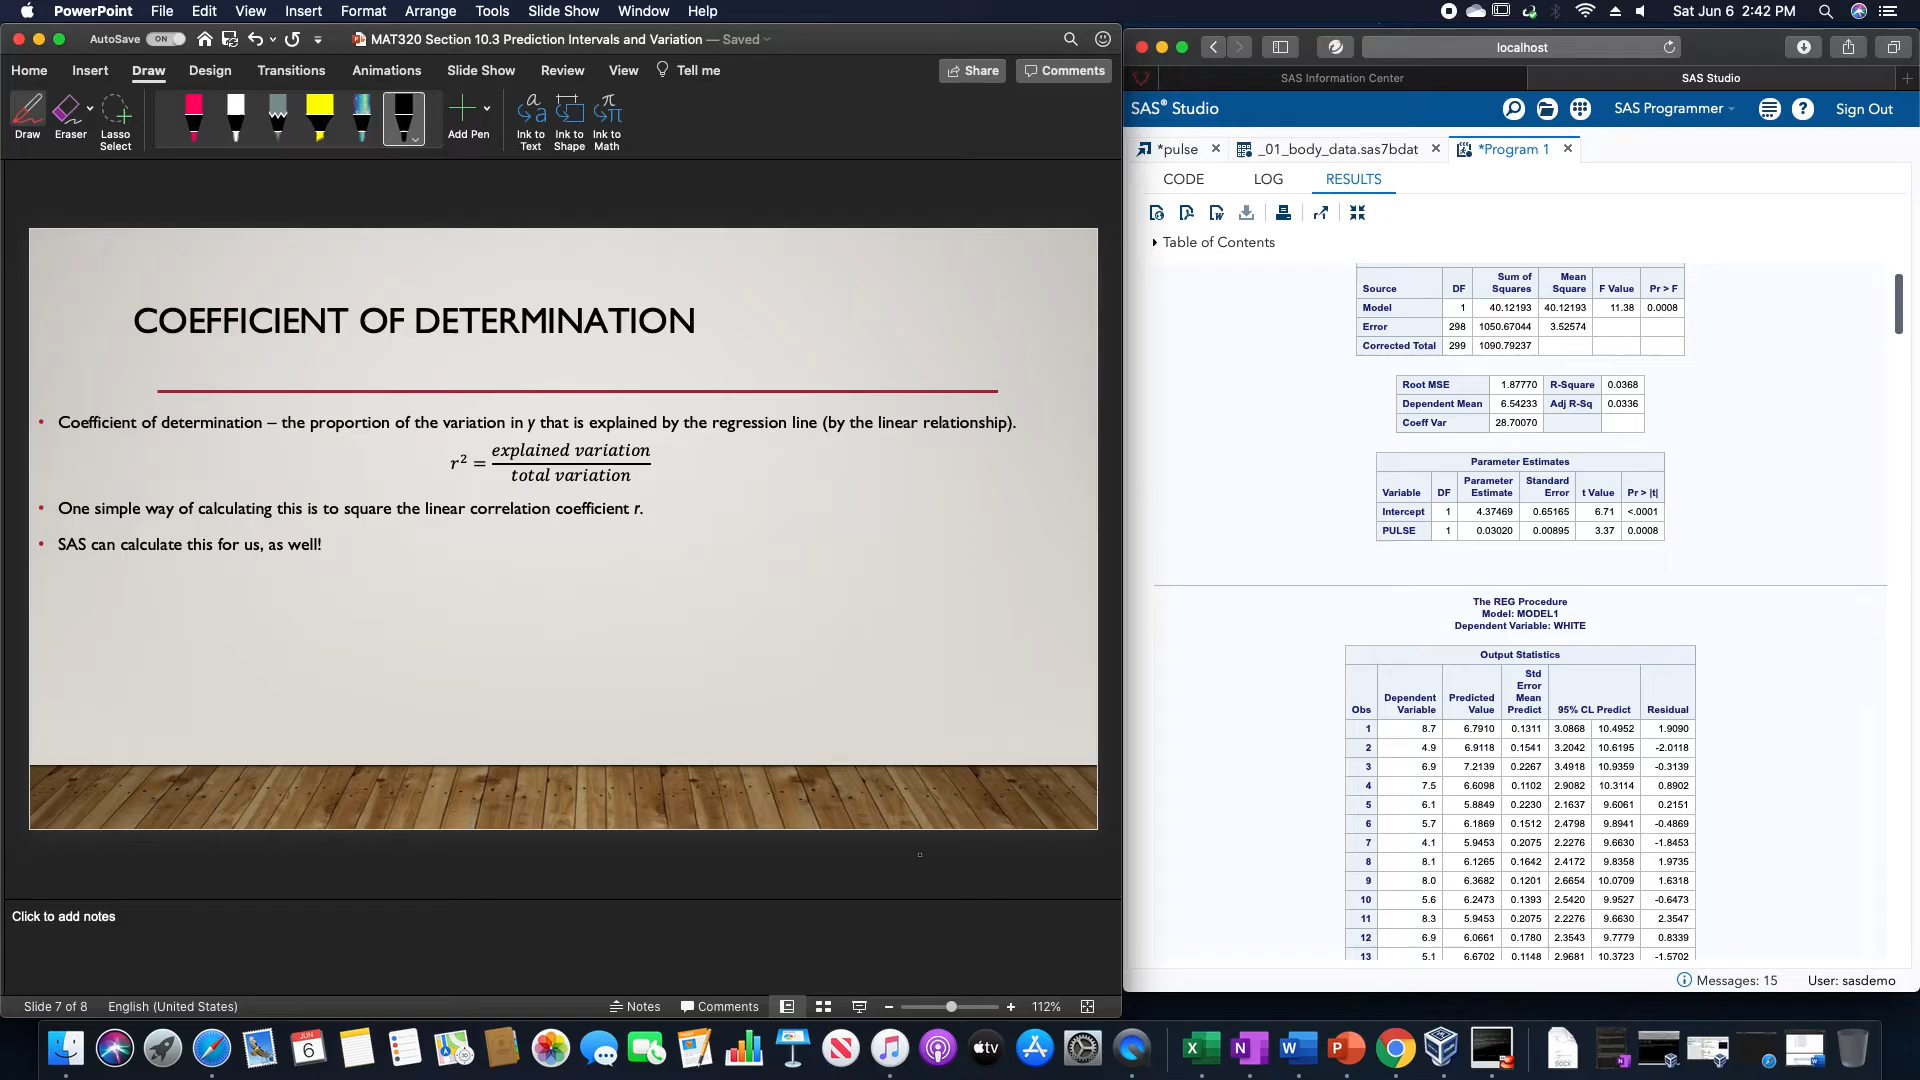 PowerPoint File Edit View Insert Format Arrange Tools Slide Show Window Help
Sat Jun 6 2:42 PM
AutoSave ON
MAT320 Section 10.3 Prediction Intervals and Variation — Saved
Home Insert Draw Design Transitions Animations Slide Show Review View Tell me
Share Comments
Draw Eraser Lasso Select Add Pen Ink to Text Ink to Shape Ink to Math
COEFFICIENT OF DETERMINATION
• Coefficient of determination – the proportion of the variation in y that is explained by the regression line (by the linear relationship).
r² = explained variation / total variation
• One simple way of calculating this is to square the linear correlation coefficient r.
• SAS can calculate this for us, as well!
Click to add notes
Slide 7 of 8 English (United States) Notes Comments 112%
localhost
SAS Information Center SAS Studio
SAS® Studio SAS Programmer Sign Out
*pulse _01_body_data.sas7bdat *Program 1
CODE LOG RESULTS
Table of Contents
Source DF Sum of Squares Mean Square F Value Pr > F
Model 1 40.12193 40.12193 11.38 0.0008
Error 298 1050.67044 3.52574
Corrected Total 299 1090.79237
Root MSE 1.87770 R-Square 0.0368
Dependent Mean 6.54233 Adj R-Sq 0.0336
Coeff Var 28.70070
Parameter Estimates
Variable DF Parameter Estimate Standard Error t Value Pr > |t|
Intercept 1 4.37469 0.65165 6.71 <.0001
PULSE 1 0.03020 0.00895 3.37 0.0008
The REG Procedure
Model: MODEL1
Dependent Variable: WHITE
Output Statistics
Obs Dependent Variable Predicted Value Std Error Mean Predict 95% CL Predict Residual
1 8.7 6.7910 0.1311 3.0868 10.4952 1.9090
2 4.9 6.9118 0.1541 3.2042 10.6195 -2.0118
3 6.9 7.2139 0.2267 3.4918 10.9359 -0.3139
4 7.5 6.6098 0.1102 2.9082 10.3114 0.8902
5 6.1 5.8849 0.2230 2.1637 9.6061 0.2151
6 5.7 6.1869 0.1512 2.4798 9.8941 -0.4869
7 4.1 5.9453 0.2075 2.2276 9.6630 -1.8453
8 8.1 6.1265 0.1642 2.4172 9.8358 1.9735
9 8.0 6.3682 0.1201 2.6654 10.0709 1.6318
10 5.6 6.2473 0.1393 2.5420 9.9527 -0.6473
11 8.3 5.9453 0.2075 2.2276 9.6630 2.3547
12 6.9 6.0661 0.1780 2.3543 9.7779 0.8339
13 5.1 6.6702 0.1148 2.9681 10.3723 -1.5702
Messages: 15 User: sasdemo